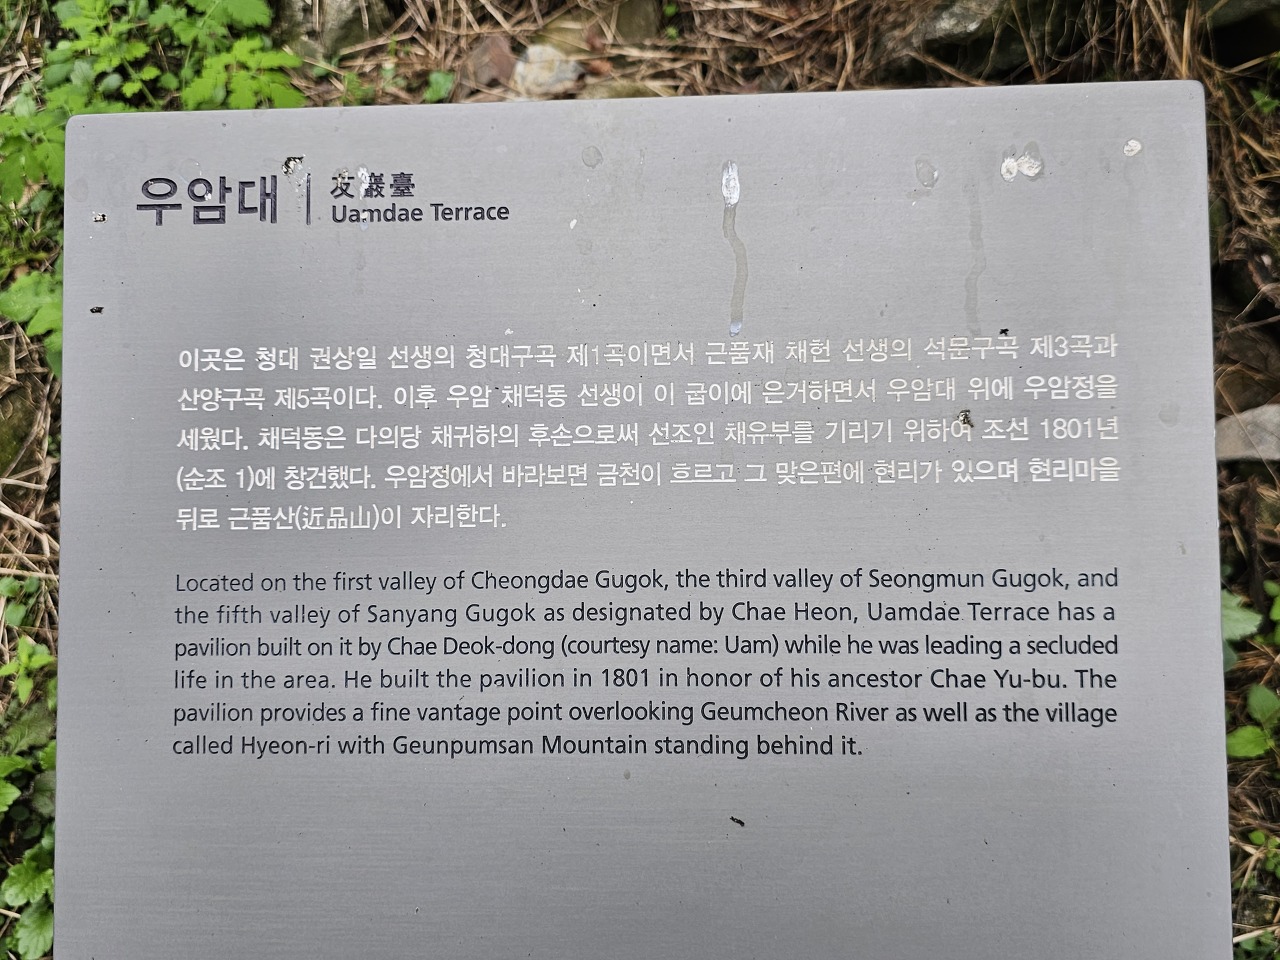 우암대
友巖臺
Uamdae Terrace
이곳은 청대 권상일 선생의 청대구곡 제1곡이면서 근품재 채헌 선생의 석문구곡 제3곡과
산양구곡 제5곡이다. 이후 우암 채덕동 선생이 이 굽이에 은거하면서 우암대 위에 우암정을
세웠다. 채덕동은 다의당 채귀하의 후손으로써 선조인 채유부를 기리기 위하여 조선 1801년
(순조 1)에 창건했다. 우암정에서 바라보면 금천이 흐르고 그 맞은편에 현리가 있으며 현리마을
뒤로 근품산(近品山)이 자리한다.
Located on the first valley of Cheongdae Gugok, the third valley of Seongmun Gugok, and
the fifth valley of Sanyang Gugok as designated by Chae Heon, Uamdae Terrace has a
pavilion built on it by Chae Deok-dong (courtesy name: Uam) while he was leading a secluded
life in the area. He built the pavilion in 1801 in honor of his ancestor Chae Yu-bu. The
pavilion provides a fine vantage point overlooking Geumcheon River as well as the village
called Hyeon-ri with Geunpumsan Mountain standing behind it.